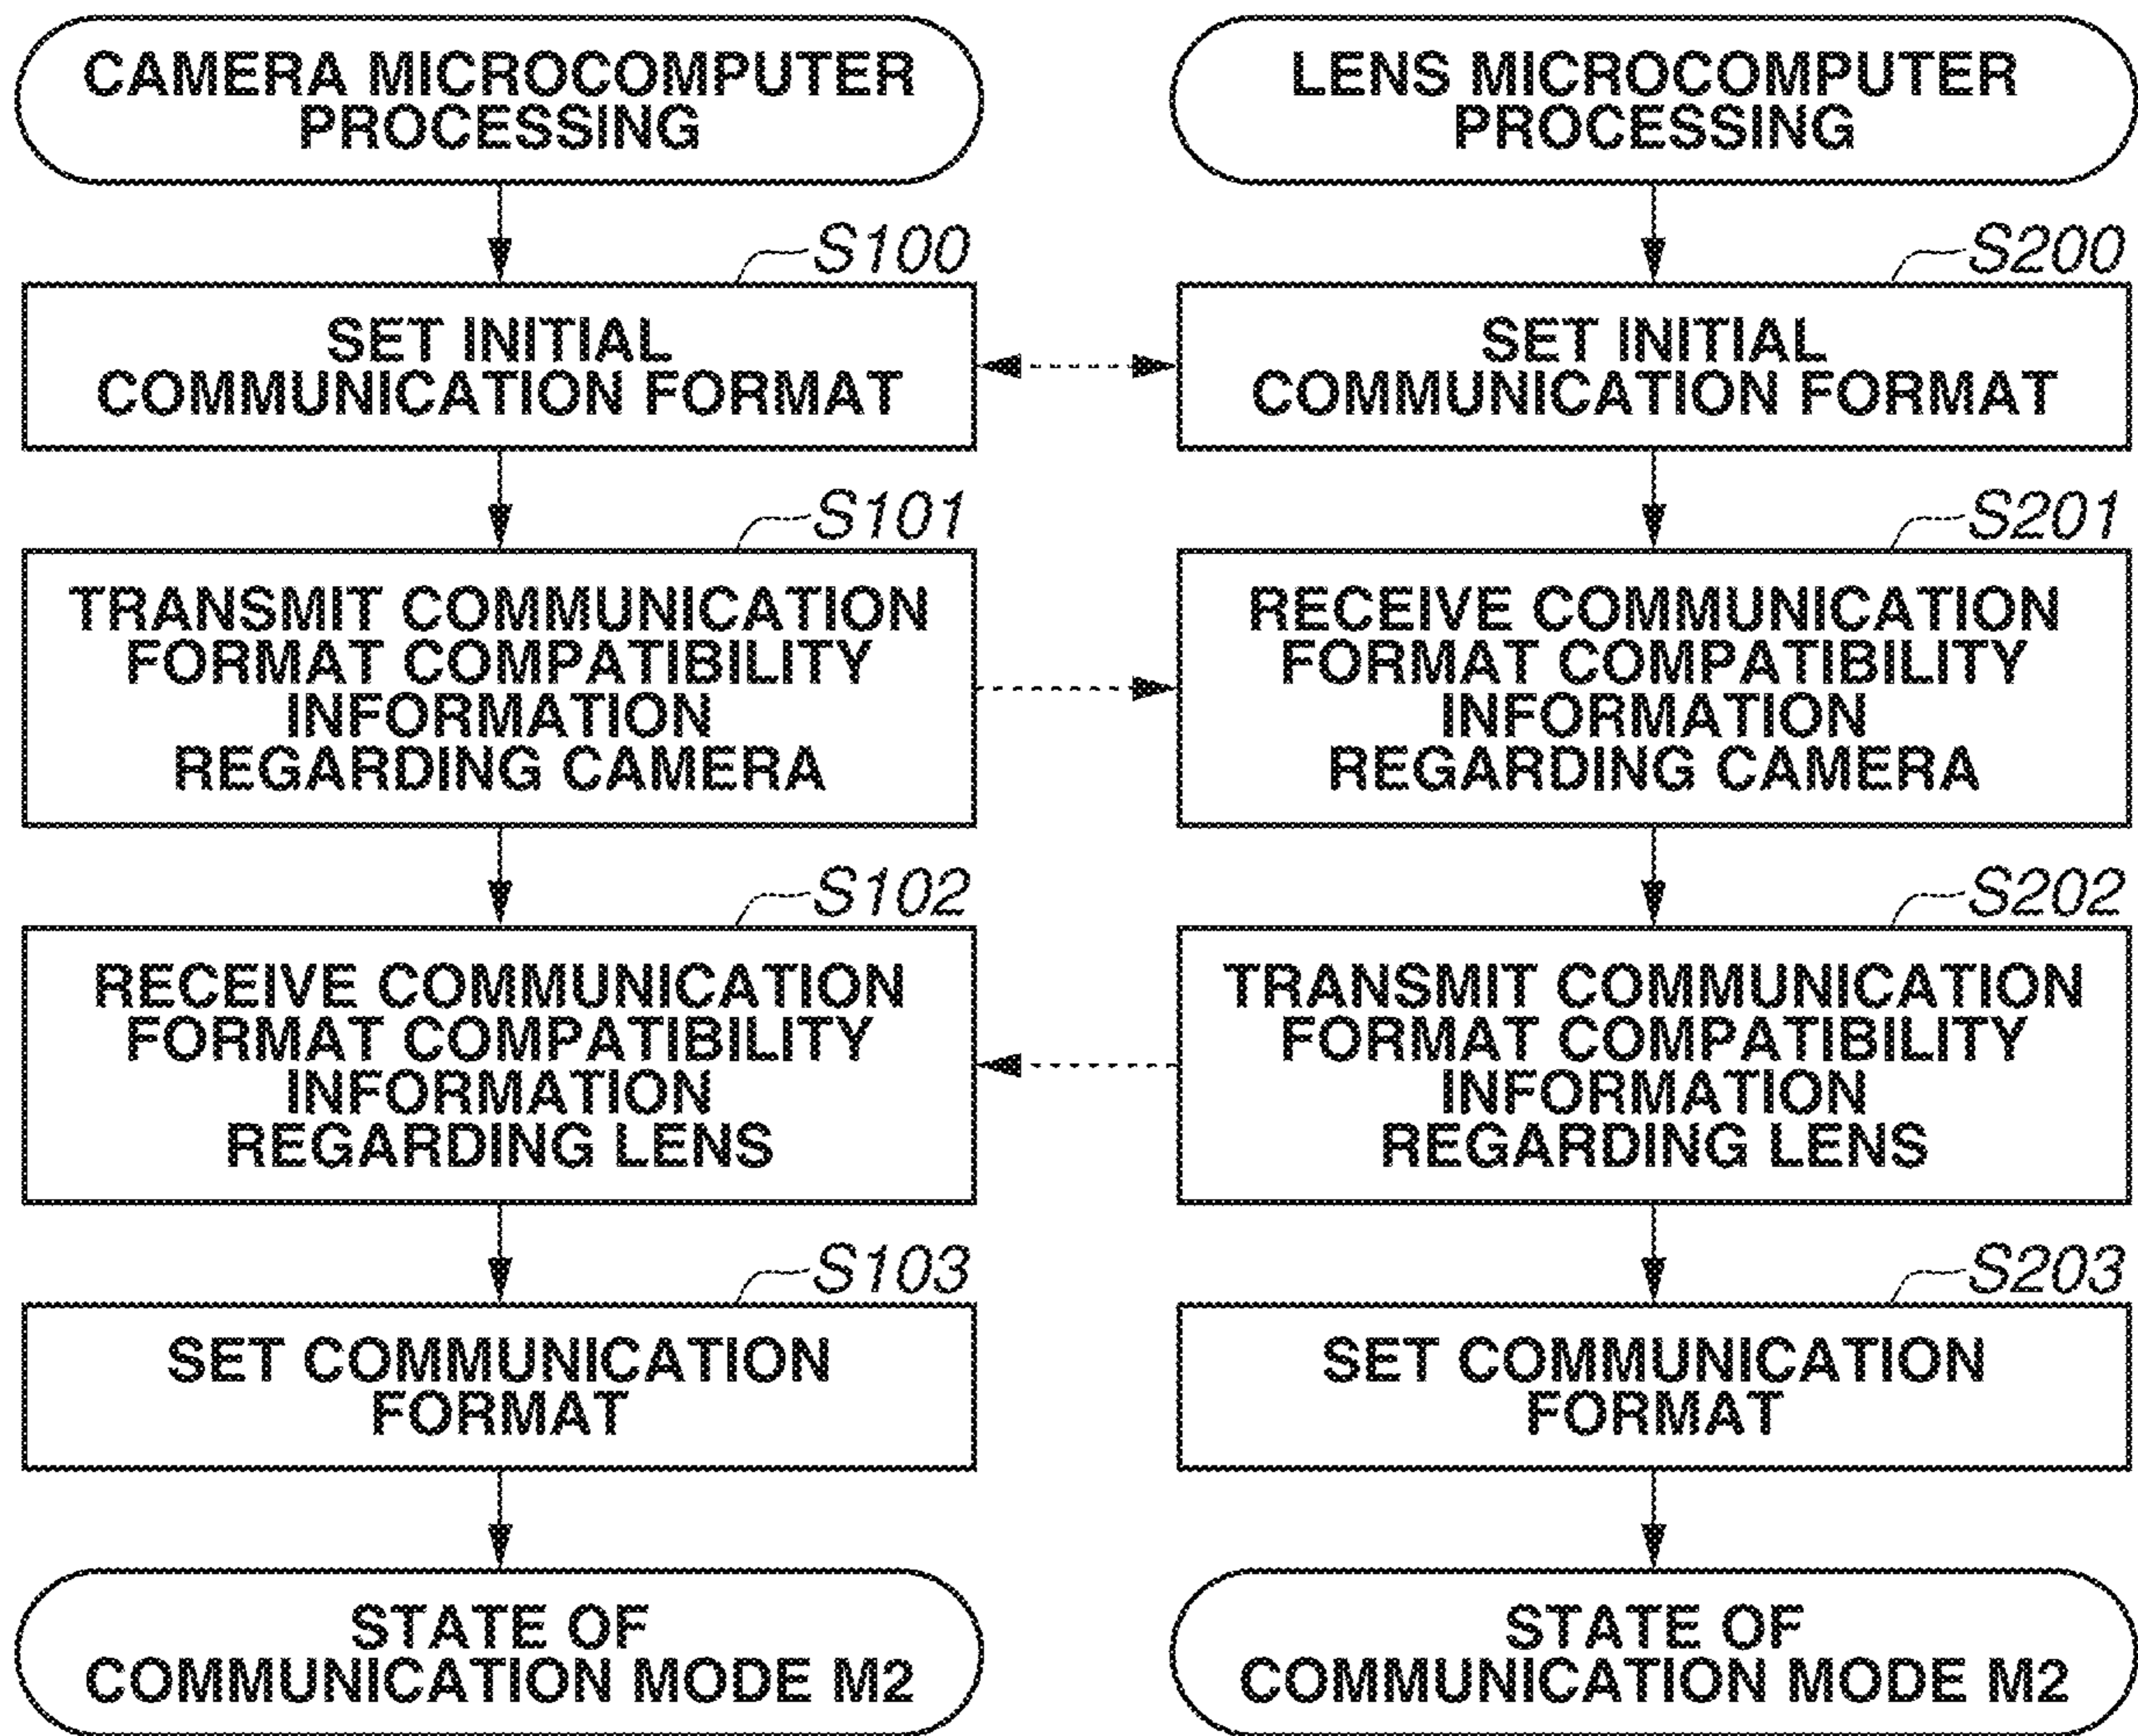 CAMERA MICROCOMPUTER
PROCESSING
S100
SET INITIAL
COMMUNICATION FORMAT
S101
TRANSMIT COMMUNICATION
FORMAT COMPATIBILITY
INFORMATION
REGARDING CAMERA
S102
RECEIVE COMMUNICATION
FORMAT COMPATIBILITY
INFORMATION
REGARDING LENS
S103
SET COMMUNICATION
FORMAT
STATE OF
COMMUNICATION MODE M2
LENS MICROCOMPUTER
PROCESSING
S200
SET INITIAL
COMMUNICATION FORMAT
S201
RECEIVE COMMUNICATION
FORMAT COMPATIBILITY
INFORMATION
REGARDING CAMERA
S202
TRANSMIT COMMUNICATION
FORMAT COMPATIBILITY
INFORMATION
REGARDING LENS
S203
SET COMMUNICATION
FORMAT
STATE OF
COMMUNICATION MODE M2